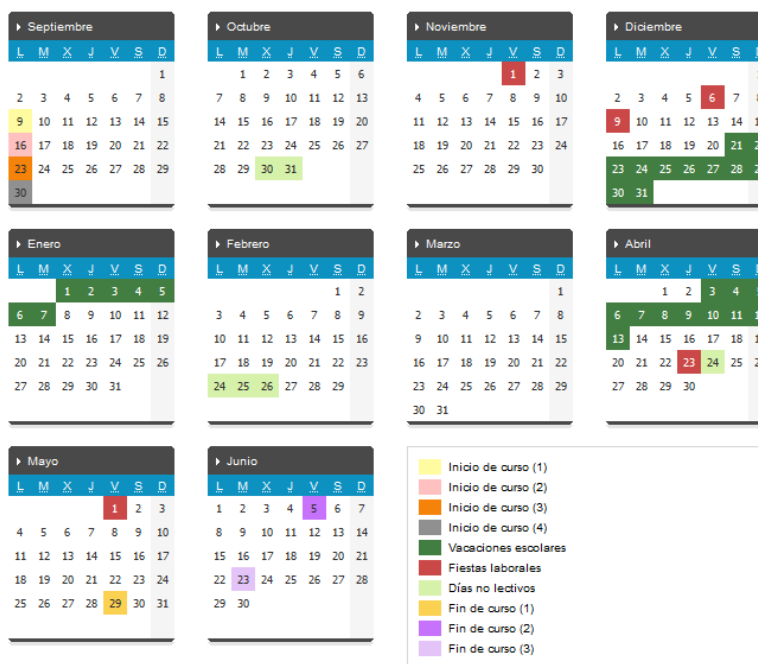 Septiembre
L M X J V S D
1
2 3 4 5 6 7 8
9 10 11 12 13 14 15
16 17 18 19 20 21 22
23 24 25 26 27 28 29
30
Octubre
L M X J V S D
1 2 3 4 5 6
7 8 9 10 11 12 13
14 15 16 17 18 19 20
21 22 23 24 25 26 27
28 29 30 31
Noviembre
L M X J V S D
1 2 3
4 5 6 7 8 9 10
11 12 13 14 15 16 17
18 19 20 21 22 23 24
25 26 27 28 29 30
Diciembre
L M X J V S
2 3 4 5 6 7
9 10 11 12 13 14
16 17 18 19 20 21
23 24 25 26 27 28
30 31
Enero
L M X J V S D
1 2 3 4 5
6 7 8 9 10 11 12
13 14 15 16 17 18 19
20 21 22 23 24 25 26
27 28 29 30 31
Febrero
L M X J V S D
1 2
3 4 5 6 7 8 9
10 11 12 13 14 15 16
17 18 19 20 21 22 23
24 25 26 27 28 29
Marzo
L M X J V S D
1
2 3 4 5 6 7 8
9 10 11 12 13 14 15
16 17 18 19 20 21 22
23 24 25 26 27 28 29
30 31
Abril
L M X J V S
1 2 3 4
6 7 8 9 10 11
13 14 15 16 17 18
20 21 22 23 24 25
27 28 29 30
Mayo
L M X J V S D
1 2 3
4 5 6 7 8 9 10
11 12 13 14 15 16 17
18 19 20 21 22 23 24
25 26 27 28 29 30 31
Junio
L M X J V S D
1 2 3 4 5 6 7
8 9 10 11 12 13 14
15 16 17 18 19 20 21
22 23 24 25 26 27 28
29 30
Inicio de curso (1)
Inicio de curso (2)
Inicio de curso (3)
Inicio de curso (4)
Vacaciones escolares
Fiestas laborales
Días no lectivos
Fin de curso (1)
Fin de curso (2)
Fin de curso (3)